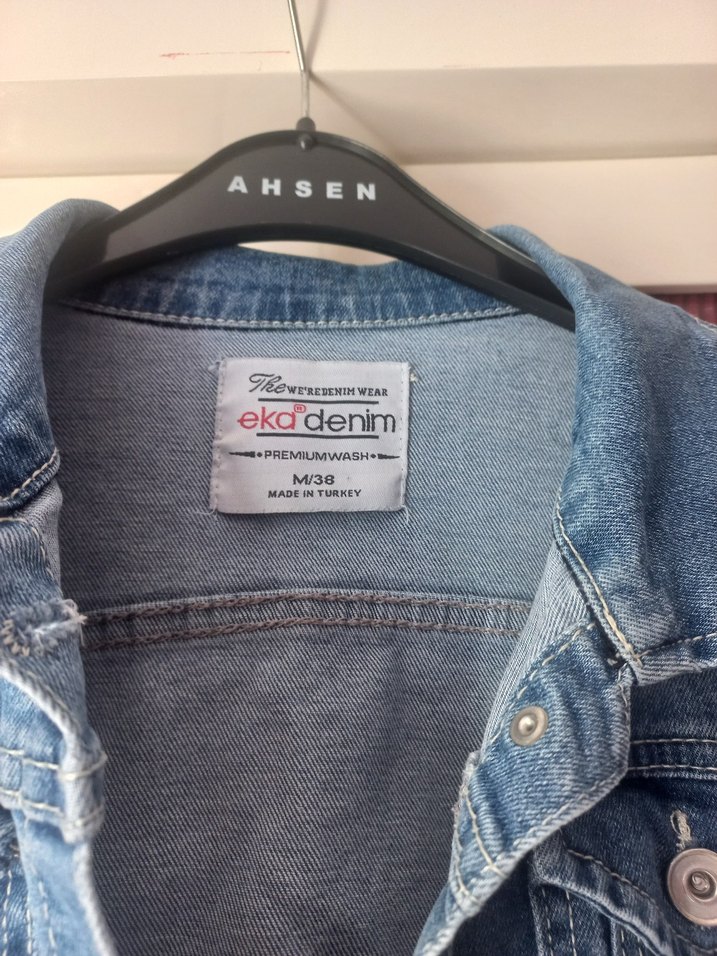 AHSEN
The WE'REDENIM WEAR
eka® denim
•PREMIUMWASH•
M/38
MADE IN TURKEY